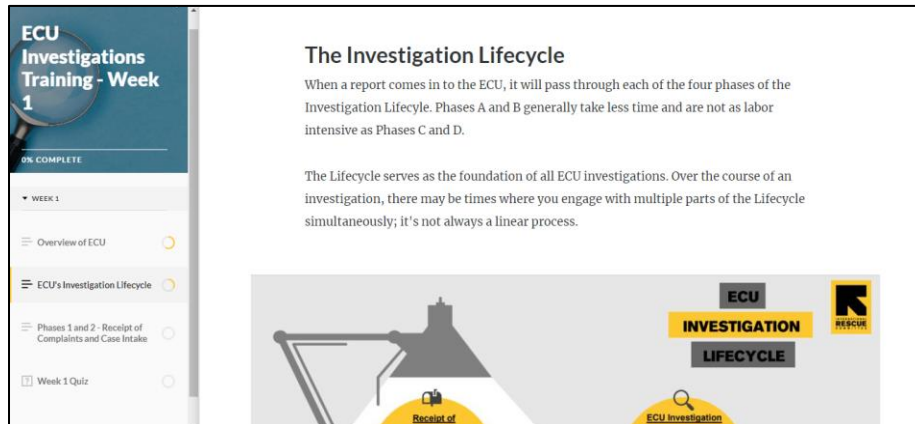 ECU
Investigations
Training - Week
1
0% COMPLETE
WEEK 1
Overview of ECU
ECU's Investigation Lifecycle
Phases 1 and 2 - Receipt of
Complaints and Case Intake
Week 1 Quiz
The Investigation Lifecycle
When a report comes in to the ECU, it will pass through each of the four phases of the
Investigation Lifecyle. Phases A and B generally take less time and are not as labor
intensive as Phases C and D.
The Lifecycle serves as the foundation of all ECU investigations. Over the course of an
investigation, there may be times where you engage with multiple parts of the Lifecycle
simultaneously; it's not always a linear process.
ECU
INVESTIGATION
LIFECYCLE
INTERNATIONAL
RESCUE
COMMITTEE
Receipt of
ECU Investigation